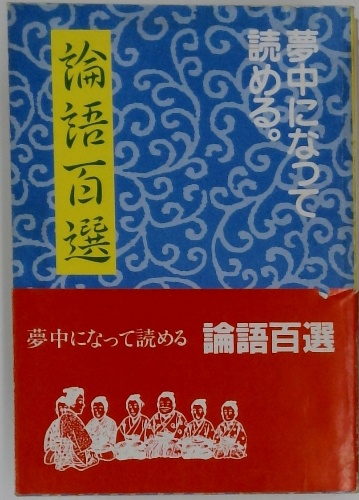 夢中になって
読める。
論語百選
夢中になって読める 論語百選